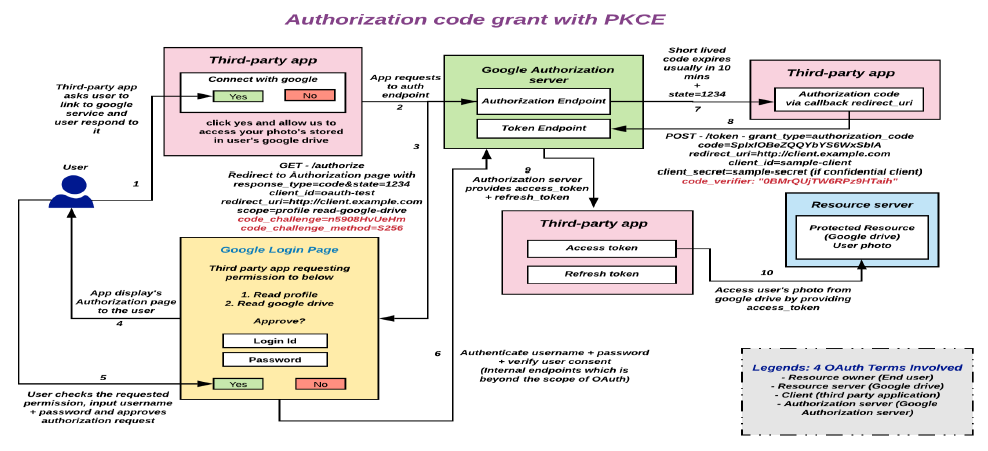 Authorization code grant with PKCE
Third-party app
Connect with google
Yes
No
click yes and allow us to
access your photo's stored
in user's google drive
Third-party app
asks user to
link to google
service and
user respond to
it
User
1
App requests
to auth
endpoint
2
3
Google Authorization
server
Authorization Endpoint
Token Endpoint
Short lived
code expires
usually in 10
mins
+
state=1234
7
8
Third-party app
Authorization code
via callback redirect_uri
POST - /token - grant_type=authorization_code
code=SplxlOBeZQQYbYS6WxSbIA
redirect_uri=http://client.example.com
client_id=sample-client
client_secret=sample-secret (if confidential client)
code_verifier: "0BMrQUjTW6RPz9HTaih"
GET - /authorize
Redirect to Authorization page with
response_type=code&state=1234
client_id=oauth-test
redirect_uri=http://client.example.com
scope=profile read-google-drive
code_challenge=n5908HvUeHm
code_challenge_method=S256
9
Authorization server
provides access_token
+ refresh_token
Third-party app
Access token
Refresh token
Resource server
Protected Resource
(Google drive)
User photo
10
Access user's photo from
google drive by providing
access_token
Google Login Page
Third party app requesting
permission to below
1. Read profile
2. Read google drive
Approve?
Login Id
Password
Yes
No
App display's
Authorization page
to the user
4
5
User checks the requested
permission, input username
+ password and approves
authorization request
6
Authenticate username + password
+ verify user consent
(Internal endpoints which is
beyond the scope of OAuth)
Legends: 4 OAuth Terms Involved
- Resource owner (End user)
- Resource server (Google drive)
- Client (third party application)
- Authorization server (Google
Authorization server)